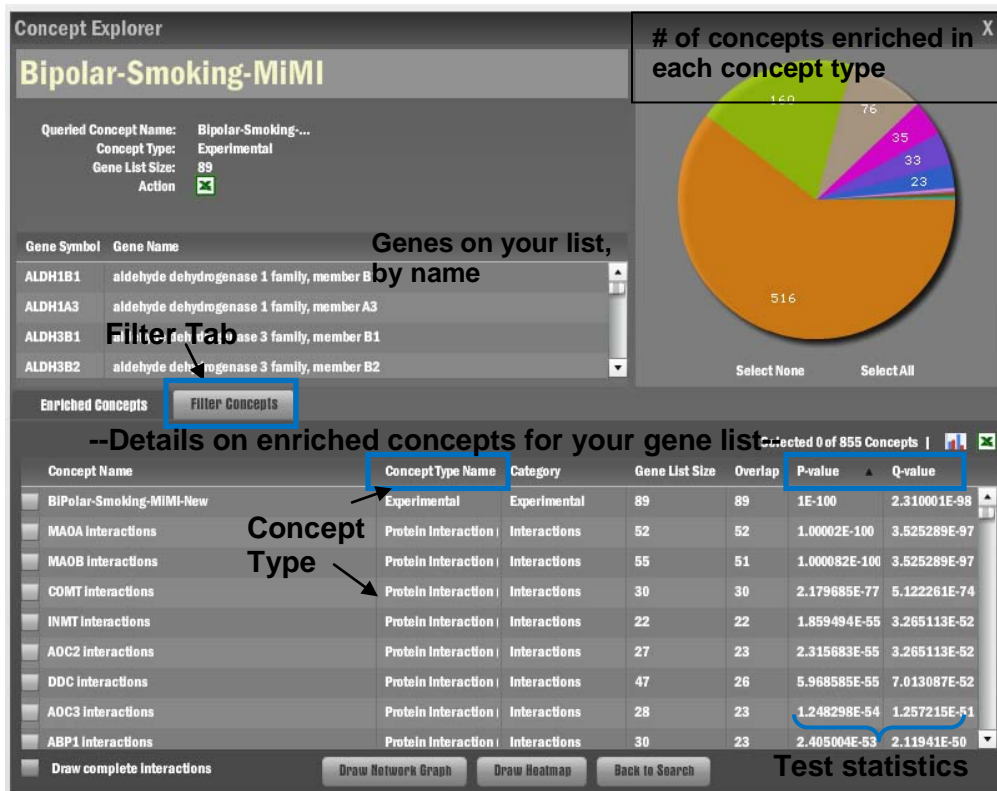 Concept Explorer
X
# of concepts enriched in
each concept type
Bipolar-Smoking-MiMI
Queried Concept Name: Bipolar-Smoking-...
Concept Type: Experimental
Gene List Size: 89
Action
160
76
35
33
23
516
Select None Select All
Genes on your list,
by name
Gene Symbol Gene Name
ALDH1B1 aldehyde dehydrogenase 1 family, member B
ALDH1A3 aldehyde dehydrogenase 1 family, member A3
ALDH3B1 aldehyde dehydrogenase 3 family, member B1
ALDH3B2 aldehyde dehydrogenase 3 family, member B2
Filter Tab
Enriched Concepts Filter Concepts
--Details on enriched concepts for your gene list--
Selected 0 of 855 Concepts |
Concept Name Concept Type Name Category Gene List Size Overlap P-value Q-value
BiPolar-Smoking-MiMI-New Experimental Experimental 89 89 1E-100 2.310001E-98
MAOA interactions Protein Interaction ( Interactions 52 52 1.00002E-100 3.525289E-97
MAOB interactions Protein Interaction ( Interactions 55 51 1.000082E-100 3.525289E-97
COMT interactions Protein Interaction ( Interactions 30 30 2.179685E-77 5.122261E-74
INMT interactions Protein Interaction ( Interactions 22 22 1.859494E-55 3.265113E-52
AOC2 interactions Protein Interaction ( Interactions 27 23 2.315683E-55 3.265113E-52
DDC interactions Protein Interaction ( Interactions 47 26 5.968585E-55 7.013087E-52
AOC3 interactions Protein Interaction ( Interactions 28 23 1.248298E-54 1.257215E-51
ABP1 interactions Protein Interaction ( Interactions 30 23 2.405004E-53 2.11941E-50
Concept
Type
Test statistics
Draw complete interactions Draw Network Graph Draw Heatmap Back to Search